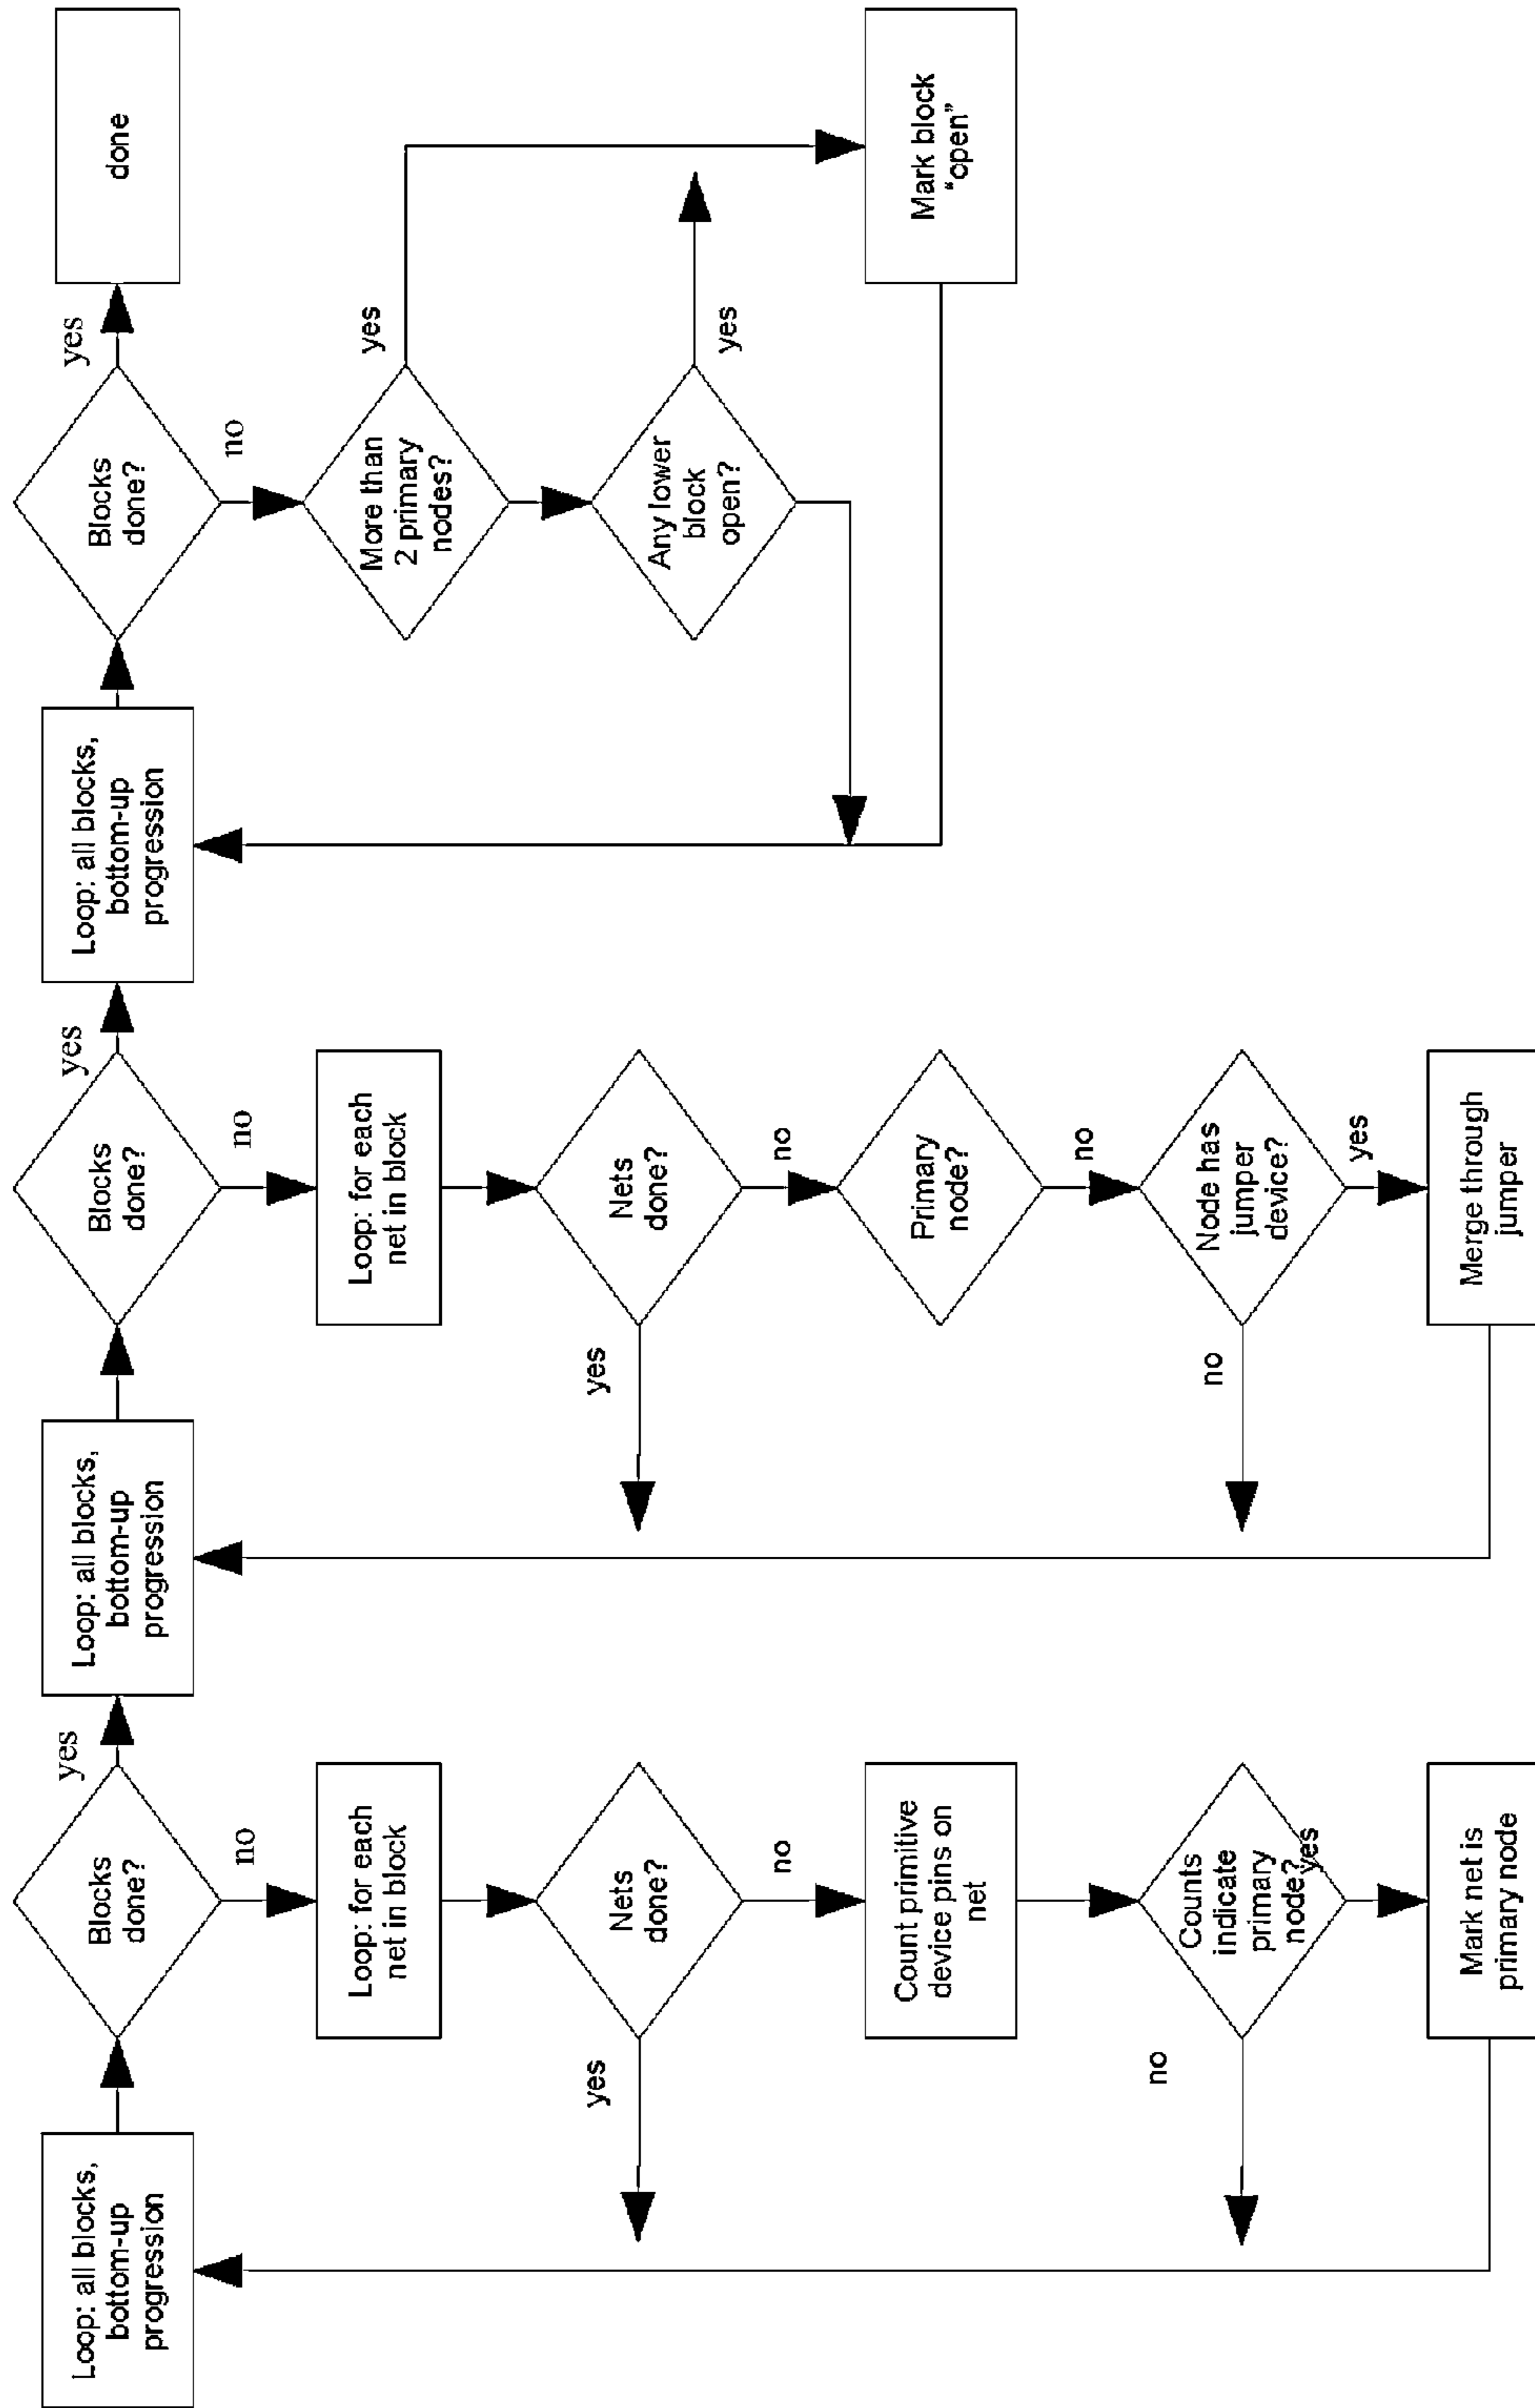 Loop: all blocks,
bottom-up
progression
Blocks
done?
yes
no
Loop: for each
net in block
Nets
done?
yes
no
Count primitive
device pins on
net
Counts
indicate
primary
node?
yes
no
Mark net is
primary node
Loop: all blocks,
bottom-up
progression
Blocks
done?
yes
no
Loop: for each
net in block
Nets
done?
yes
no
Primary
node?
no
Node has
jumper
device?
no
yes
Merge through
jumper
Loop: all blocks,
bottom-up
progression
Blocks
done?
yes
done
no
More than
2 primary
nodes?
yes
Any lower
block
open?
yes
Mark block
“open”